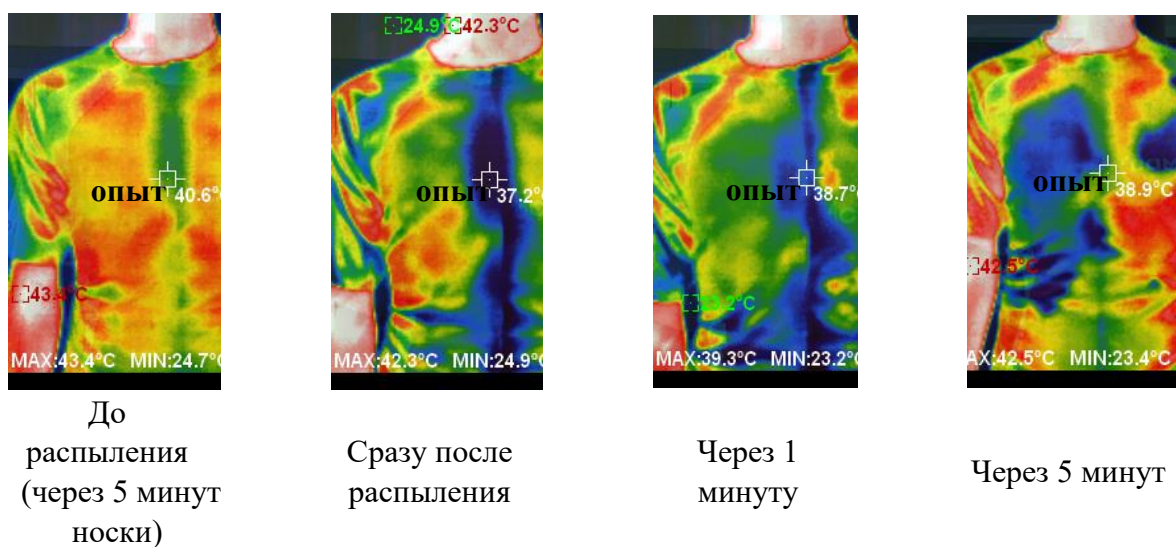 24.9°C 42.3°C
опыт 40.6°C
опыт 37.2°C
опыт 38.7°C
опыт 38.9°C
43.4°C
23.2°C
42.5°C
MAX:43.4°C MIN:24.7°C
MAX:42.3°C MIN:24.9°C
MAX:39.3°C MIN:23.2°C
AX:42.5°C MIN:23.4°C
До
распыления
(через 5 минут
носки)
Сразу после
распыления
Через 1
минуту
Через 5 минут